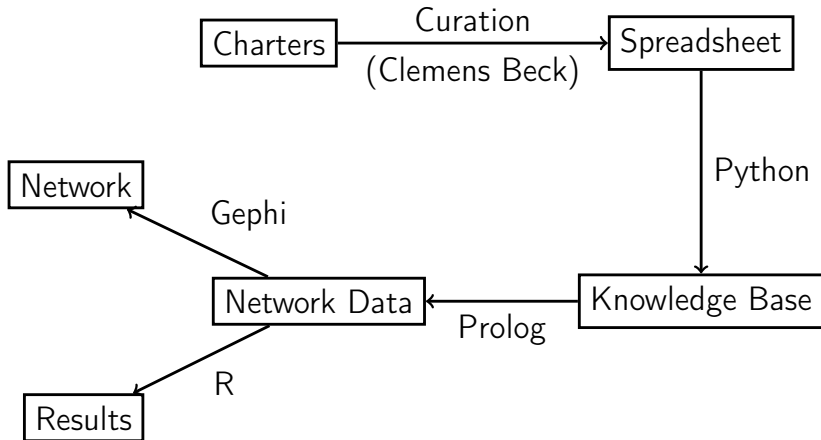 Charters
Curation
(Clemens Beck)
Spreadsheet
Python
Network
Gephi
Network Data
Prolog
Knowledge Base
R
Results